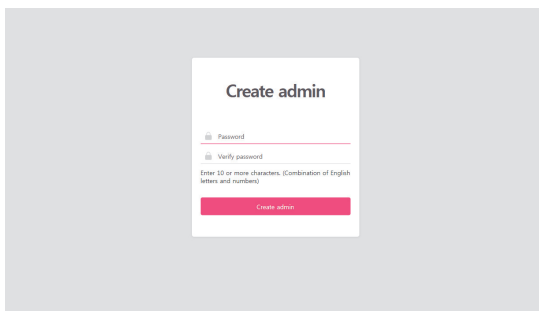 Create admin
Password
Verify password
Enter 10 or more characters. (Combination of English
letters and numbers)
Create admin